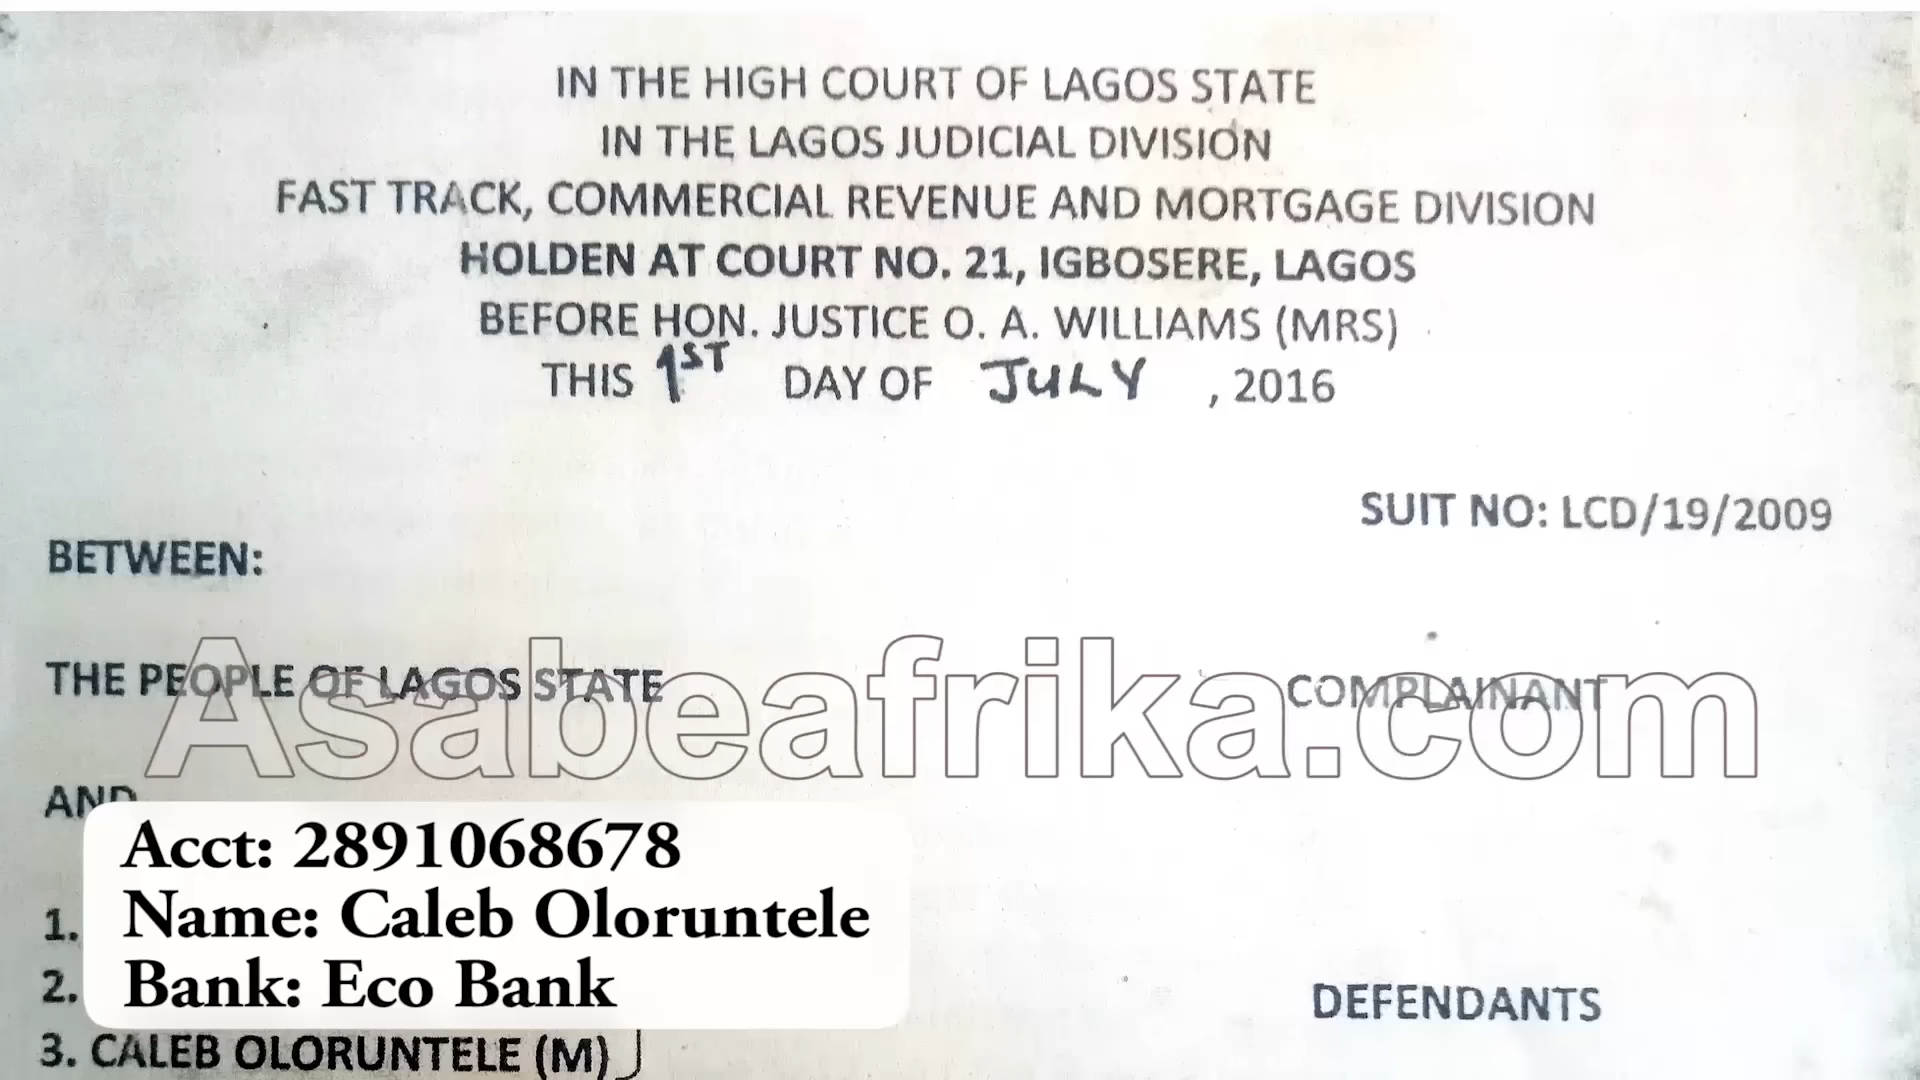 IN THE HIGH COURT OF LAGOS STATE
IN THE LAGOS JUDICIAL DIVISION
FAST TRACK, COMMERCIAL REVENUE AND MORTGAGE DIVISION
HOLDEN AT COURT NO. 21, IGBOSERE, LAGOS
BEFORE HON. JUSTICE O. A. WILLIAMS (MRS)
THIS 1ST DAY OF JULY, 2016
SUIT NO: LCD/19/2009
BETWEEN:
THE PEOPLE OF LAGOS STATE COMPLAINANT
Asabeafrika.com
AND
Acct: 2891068678
1. Name: Caleb Oloruntele
2. Bank: Eco Bank
DEFENDANTS
3. CALEB OLORUNTELE (M)